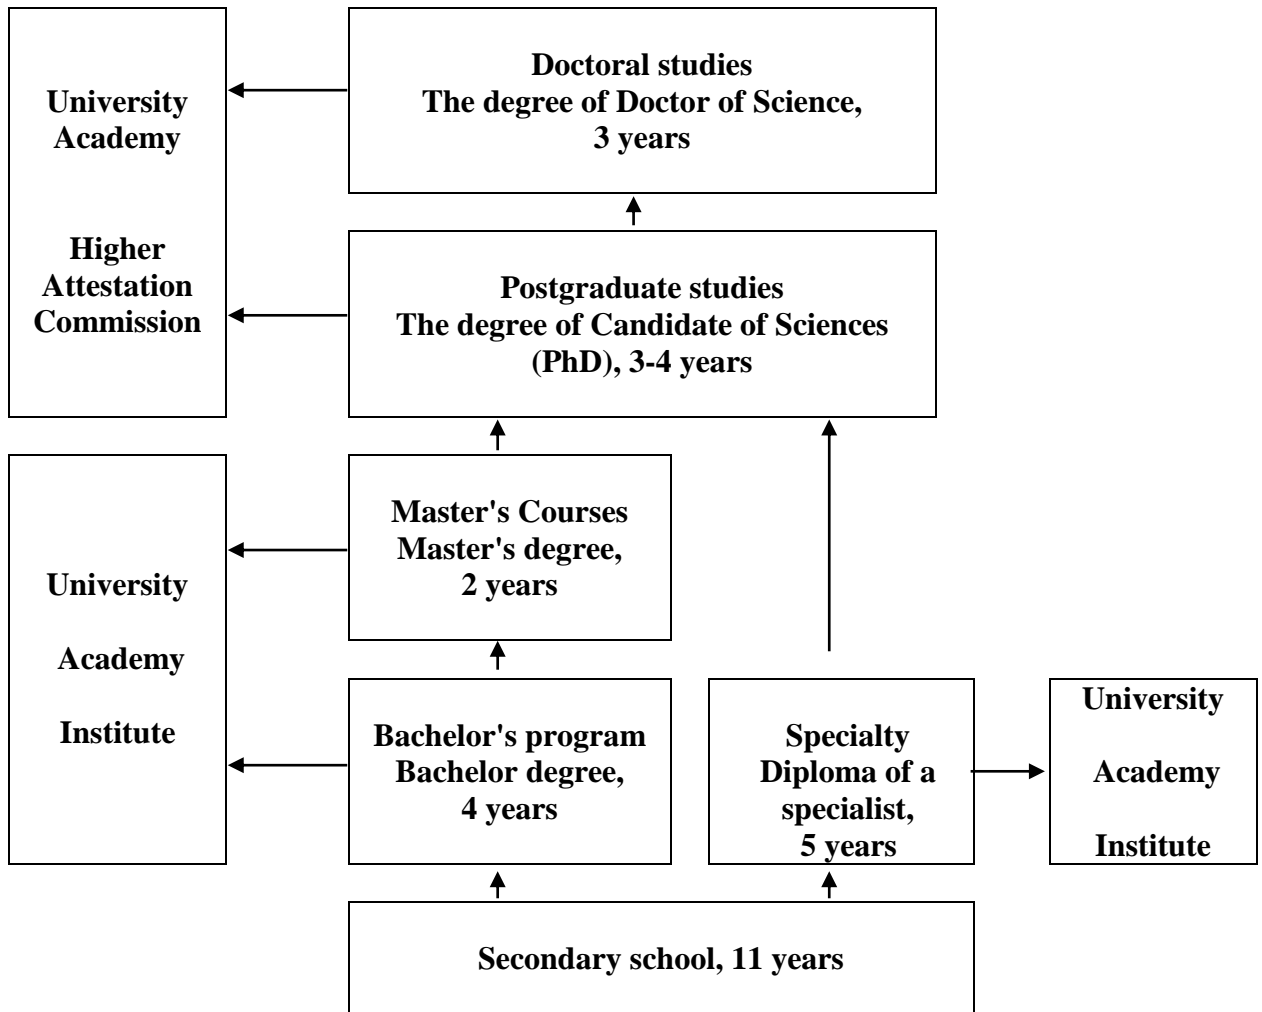 University
Academy
Higher
Attestation
Commission
Doctoral studies
The degree of Doctor of Science,
3 years
Postgraduate studies
The degree of Candidate of Sciences
(PhD), 3-4 years
University
Academy
Institute
Master's Courses
Master's degree,
2 years
Bachelor's program
Bachelor degree,
4 years
Specialty
Diploma of a
specialist,
5 years
University
Academy
Institute
Secondary school, 11 years